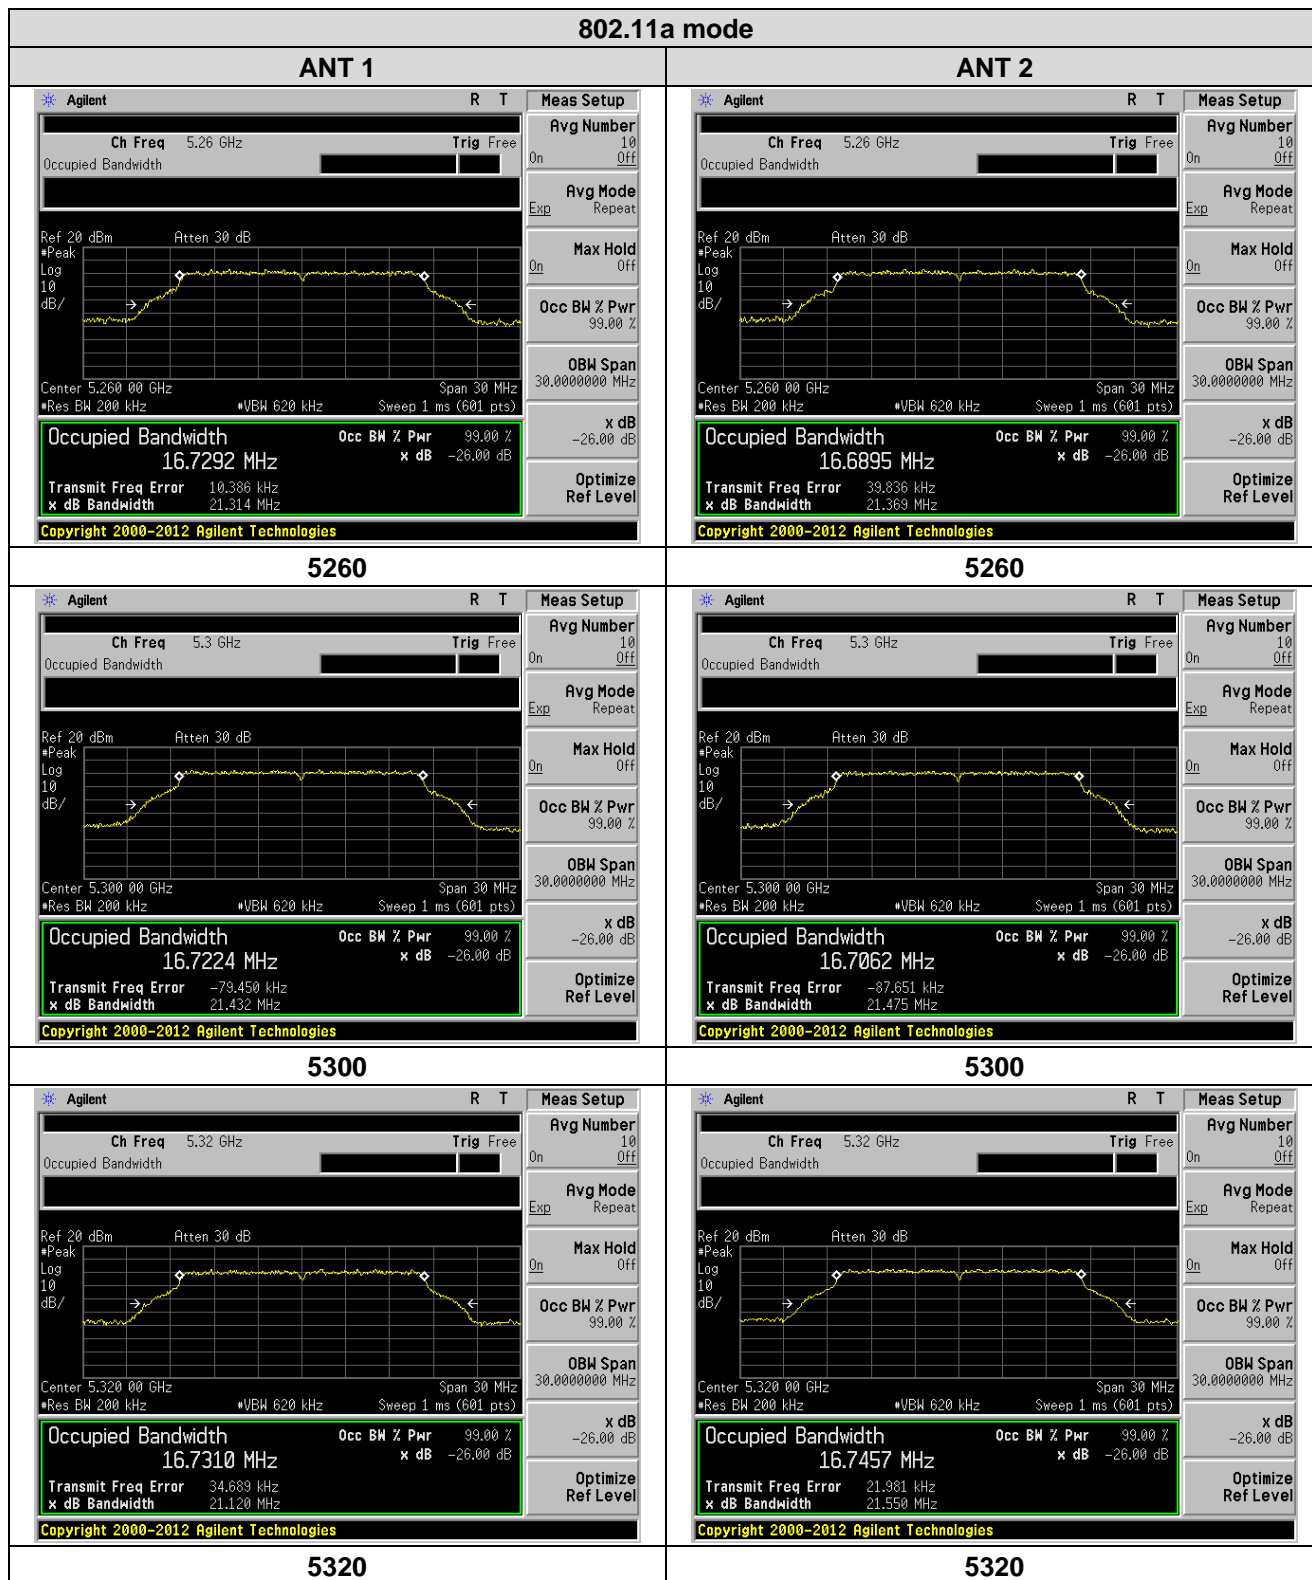 802.11a mode
ANT 1
ANT 2
Agilent R T Meas Setup
Ch Freq 5.26 GHz Trig Free
Occupied Bandwidth
Avg Number
10
On Off
Avg Mode
Exp Repeat
Ref 20 dBm Atten 30 dB
#Peak
Log
10
dB/
Max Hold
On Off
Occ BW % Pwr
99.00 %
OBW Span
30.0000000 MHz
Center 5.260 00 GHz Span 30 MHz
#Res BW 200 kHz #VBW 620 kHz Sweep 1 ms (601 pts)
x dB
-26.00 dB
Occupied Bandwidth Occ BW % Pwr 99.00 %
16.7292 MHz x dB -26.00 dB
Transmit Freq Error 10.386 kHz
x dB Bandwidth 21.314 MHz
Optimize
Ref Level
Copyright 2000-2012 Agilent Technologies
Agilent R T Meas Setup
Ch Freq 5.26 GHz Trig Free
Occupied Bandwidth
Avg Number
10
On Off
Avg Mode
Exp Repeat
Ref 20 dBm Atten 30 dB
#Peak
Log
10
dB/
Max Hold
On Off
Occ BW % Pwr
99.00 %
OBW Span
30.0000000 MHz
Center 5.260 00 GHz Span 30 MHz
#Res BW 200 kHz #VBW 620 kHz Sweep 1 ms (601 pts)
x dB
-26.00 dB
Occupied Bandwidth Occ BW % Pwr 99.00 %
16.6895 MHz x dB -26.00 dB
Transmit Freq Error 39.836 kHz
x dB Bandwidth 21.369 MHz
Optimize
Ref Level
Copyright 2000-2012 Agilent Technologies
5260
5260
Agilent R T Meas Setup
Ch Freq 5.3 GHz Trig Free
Occupied Bandwidth
Avg Number
10
On Off
Avg Mode
Exp Repeat
Ref 20 dBm Atten 30 dB
#Peak
Log
10
dB/
Max Hold
On Off
Occ BW % Pwr
99.00 %
OBW Span
30.0000000 MHz
Center 5.300 00 GHz Span 30 MHz
#Res BW 200 kHz #VBW 620 kHz Sweep 1 ms (601 pts)
x dB
-26.00 dB
Occupied Bandwidth Occ BW % Pwr 99.00 %
16.7224 MHz x dB -26.00 dB
Transmit Freq Error -79.450 kHz
x dB Bandwidth 21.432 MHz
Optimize
Ref Level
Copyright 2000-2012 Agilent Technologies
Agilent R T Meas Setup
Ch Freq 5.3 GHz Trig Free
Occupied Bandwidth
Avg Number
10
On Off
Avg Mode
Exp Repeat
Ref 20 dBm Atten 30 dB
#Peak
Log
10
dB/
Max Hold
On Off
Occ BW % Pwr
99.00 %
OBW Span
30.0000000 MHz
Center 5.300 00 GHz Span 30 MHz
#Res BW 200 kHz #VBW 620 kHz Sweep 1 ms (601 pts)
x dB
-26.00 dB
Occupied Bandwidth Occ BW % Pwr 99.00 %
16.7062 MHz x dB -26.00 dB
Transmit Freq Error -87.651 kHz
x dB Bandwidth 21.475 MHz
Optimize
Ref Level
Copyright 2000-2012 Agilent Technologies
5300
5300
Agilent R T Meas Setup
Ch Freq 5.32 GHz Trig Free
Occupied Bandwidth
Avg Number
10
On Off
Avg Mode
Exp Repeat
Ref 20 dBm Atten 30 dB
#Peak
Log
10
dB/
Max Hold
On Off
Occ BW % Pwr
99.00 %
OBW Span
30.0000000 MHz
Center 5.320 00 GHz Span 30 MHz
#Res BW 200 kHz #VBW 620 kHz Sweep 1 ms (601 pts)
x dB
-26.00 dB
Occupied Bandwidth Occ BW % Pwr 99.00 %
16.7310 MHz x dB -26.00 dB
Transmit Freq Error 34.689 kHz
x dB Bandwidth 21.120 MHz
Optimize
Ref Level
Copyright 2000-2012 Agilent Technologies
Agilent R T Meas Setup
Ch Freq 5.32 GHz Trig Free
Occupied Bandwidth
Avg Number
10
On Off
Avg Mode
Exp Repeat
Ref 20 dBm Atten 30 dB
#Peak
Log
10
dB/
Max Hold
On Off
Occ BW % Pwr
99.00 %
OBW Span
30.0000000 MHz
Center 5.320 00 GHz Span 30 MHz
#Res BW 200 kHz #VBW 620 kHz Sweep 1 ms (601 pts)
x dB
-26.00 dB
Occupied Bandwidth Occ BW % Pwr 99.00 %
16.7457 MHz x dB -26.00 dB
Transmit Freq Error 21.981 kHz
x dB Bandwidth 21.550 MHz
Optimize
Ref Level
Copyright 2000-2012 Agilent Technologies
5320
5320